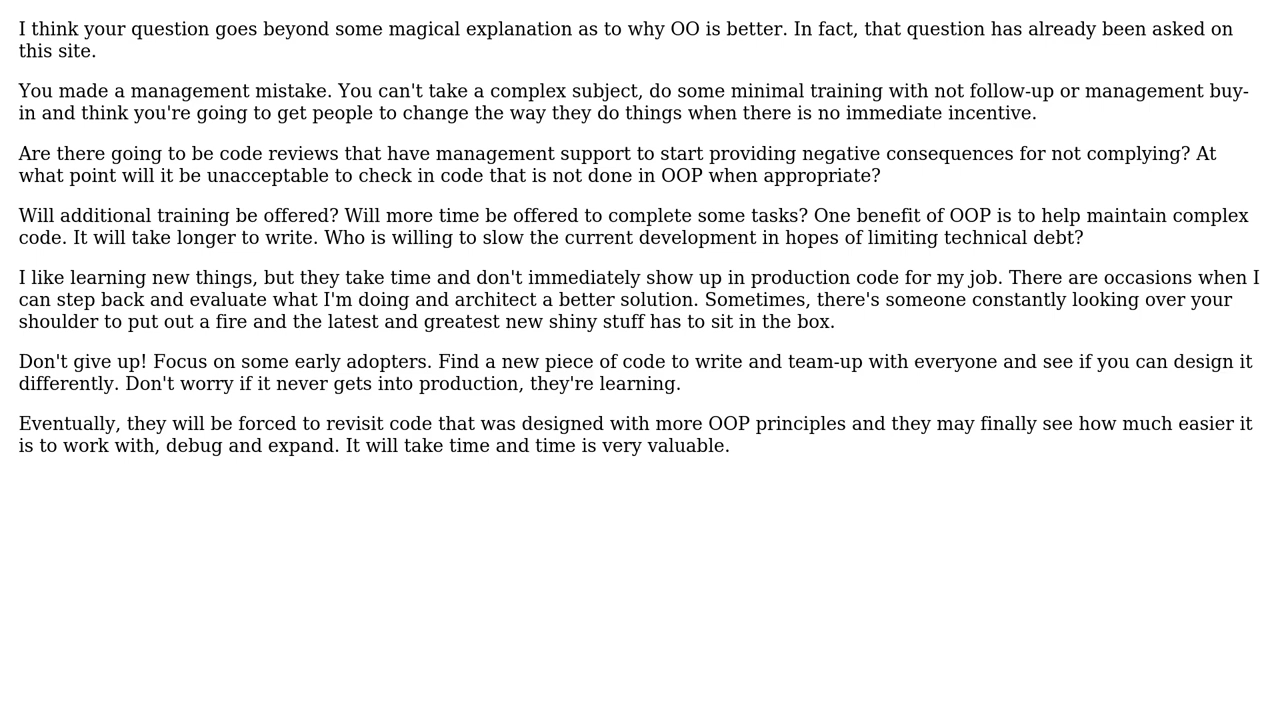 I think your question goes beyond some magical explanation as to why OO is better. In fact, that question has already been asked on
this site.
You made a management mistake. You can't take a complex subject, do some minimal training with not follow-up or management buy-
in and think you're going to get people to change the way they do things when there is no immediate incentive.
Are there going to be code reviews that have management support to start providing negative consequences for not complying? At
what point will it be unacceptable to check in code that is not done in OOP when appropriate?
Will additional training be offered? Will more time be offered to complete some tasks? One benefit of OOP is to help maintain complex
code. It will take longer to write. Who is willing to slow the current development in hopes of limiting technical debt?
I like learning new things, but they take time and don't immediately show up in production code for my job. There are occasions when I
can step back and evaluate what I'm doing and architect a better solution. Sometimes, there's someone constantly looking over your
shoulder to put out a fire and the latest and greatest new shiny stuff has to sit in the box.
Don't give up! Focus on some early adopters. Find a new piece of code to write and team-up with everyone and see if you can design it
differently. Don't worry if it never gets into production, they're learning.
Eventually, they will be forced to revisit code that was designed with more OOP principles and they may finally see how much easier it
is to work with, debug and expand. It will take time and time is very valuable.